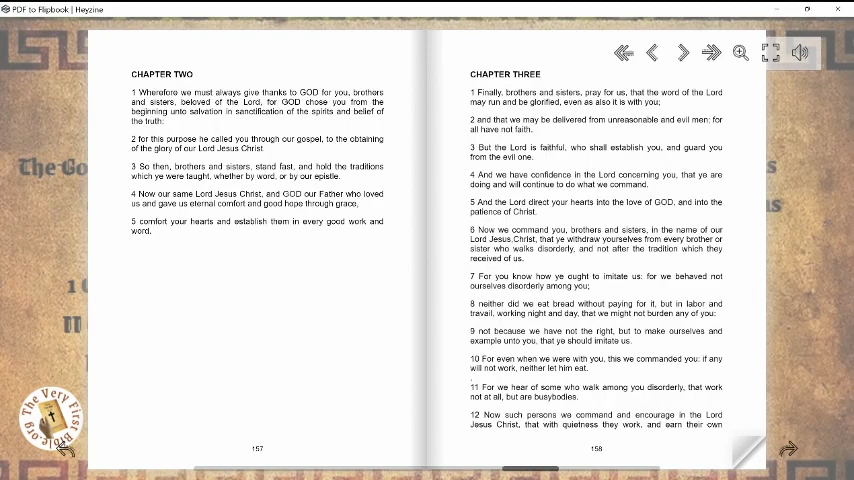 PDF to Flipbook | Heyzine
CHAPTER TWO
1 Wherefore we must always give thanks to GOD for you, brothers
and sisters, beloved of the Lord, for GOD chose you from the
beginning unto salvation in sanctification of the spirits and belief of
the truth:
2 for this purpose he called you through our gospel, to the obtaining
of the glory of our Lord Jesus Christ
3 So then, brothers and sisters, stand fast, and hold the traditions
which ye were taught, whether by word, or by our epistle.
4 Now our same Lord Jesus Christ, and GOD our Father who loved
us and gave us eternal comfort and good hope through grace,
5 comfort your hearts and establish them in every good work and
word.
157
CHAPTER THREE
1 Finally, brothers and sisters, pray for us, that the word of the Lord
may run and be glorified, even as also it is with you;
2 and that we may be delivered from unreasonable and evil men; for
all have not faith.
3 But the Lord is faithful, who shall establish you, and guard you
from the evil one.
4 And we have confidence in the Lord concerning you, that ye are
doing and will continue to do what we command.
5 And the Lord direct your hearts into the love of GOD, and into the
patience of Christ.
6 Now we command you, brothers and sisters, in the name of our
Lord Jesus,Christ, that ye withdraw yourselves from every brother or
sister who walks disorderly, and not after the tradition which they
received of us.
7 For you know how ye ought to imitate us: for we behaved not
ourselves disorderly among you;
8 neither did we eat bread without paying for it, but in labor and
travail, working night and day, that we might not burden any of you:
9 not because we have not the right, but to make ourselves and
example unto you, that ye should imitate us.
10 For even when we were with you, this we commanded you: if any
will not work, neither let him eat.
.
11 For we hear of some who walk among you disorderly, that work
not at all, but are busybodies.
12 Now such persons we command and encourage in the Lord
Jesus Christ, that with quietness they work, and earn their own
158
The Go
s
1
II
The Very First Bible.org